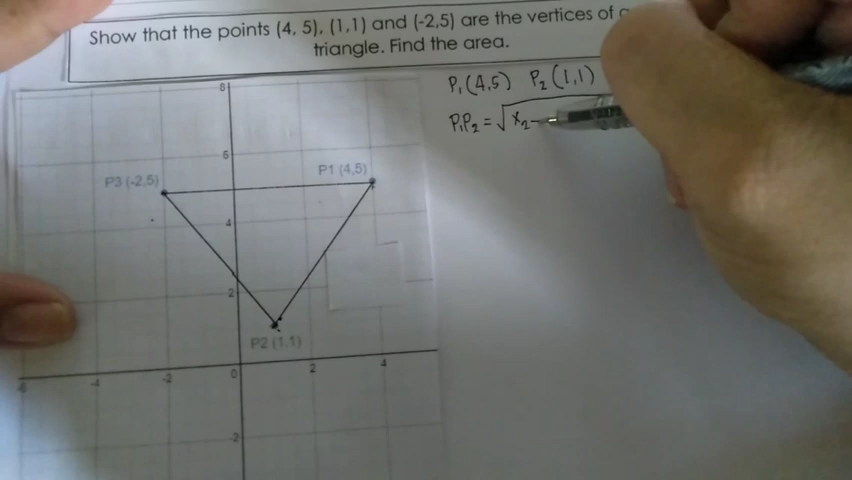 Show that the points (4, 5), (1,1) and (-2,5) are the vertices of
triangle. Find the area.
P₁(4,5) P₂(1,1)
P₁P₂ = √x₂-
8
6
P3 (-2,5)
P1 (4,5)
4
2
P2 (1,1)
-4 -2 0 2 4
-2